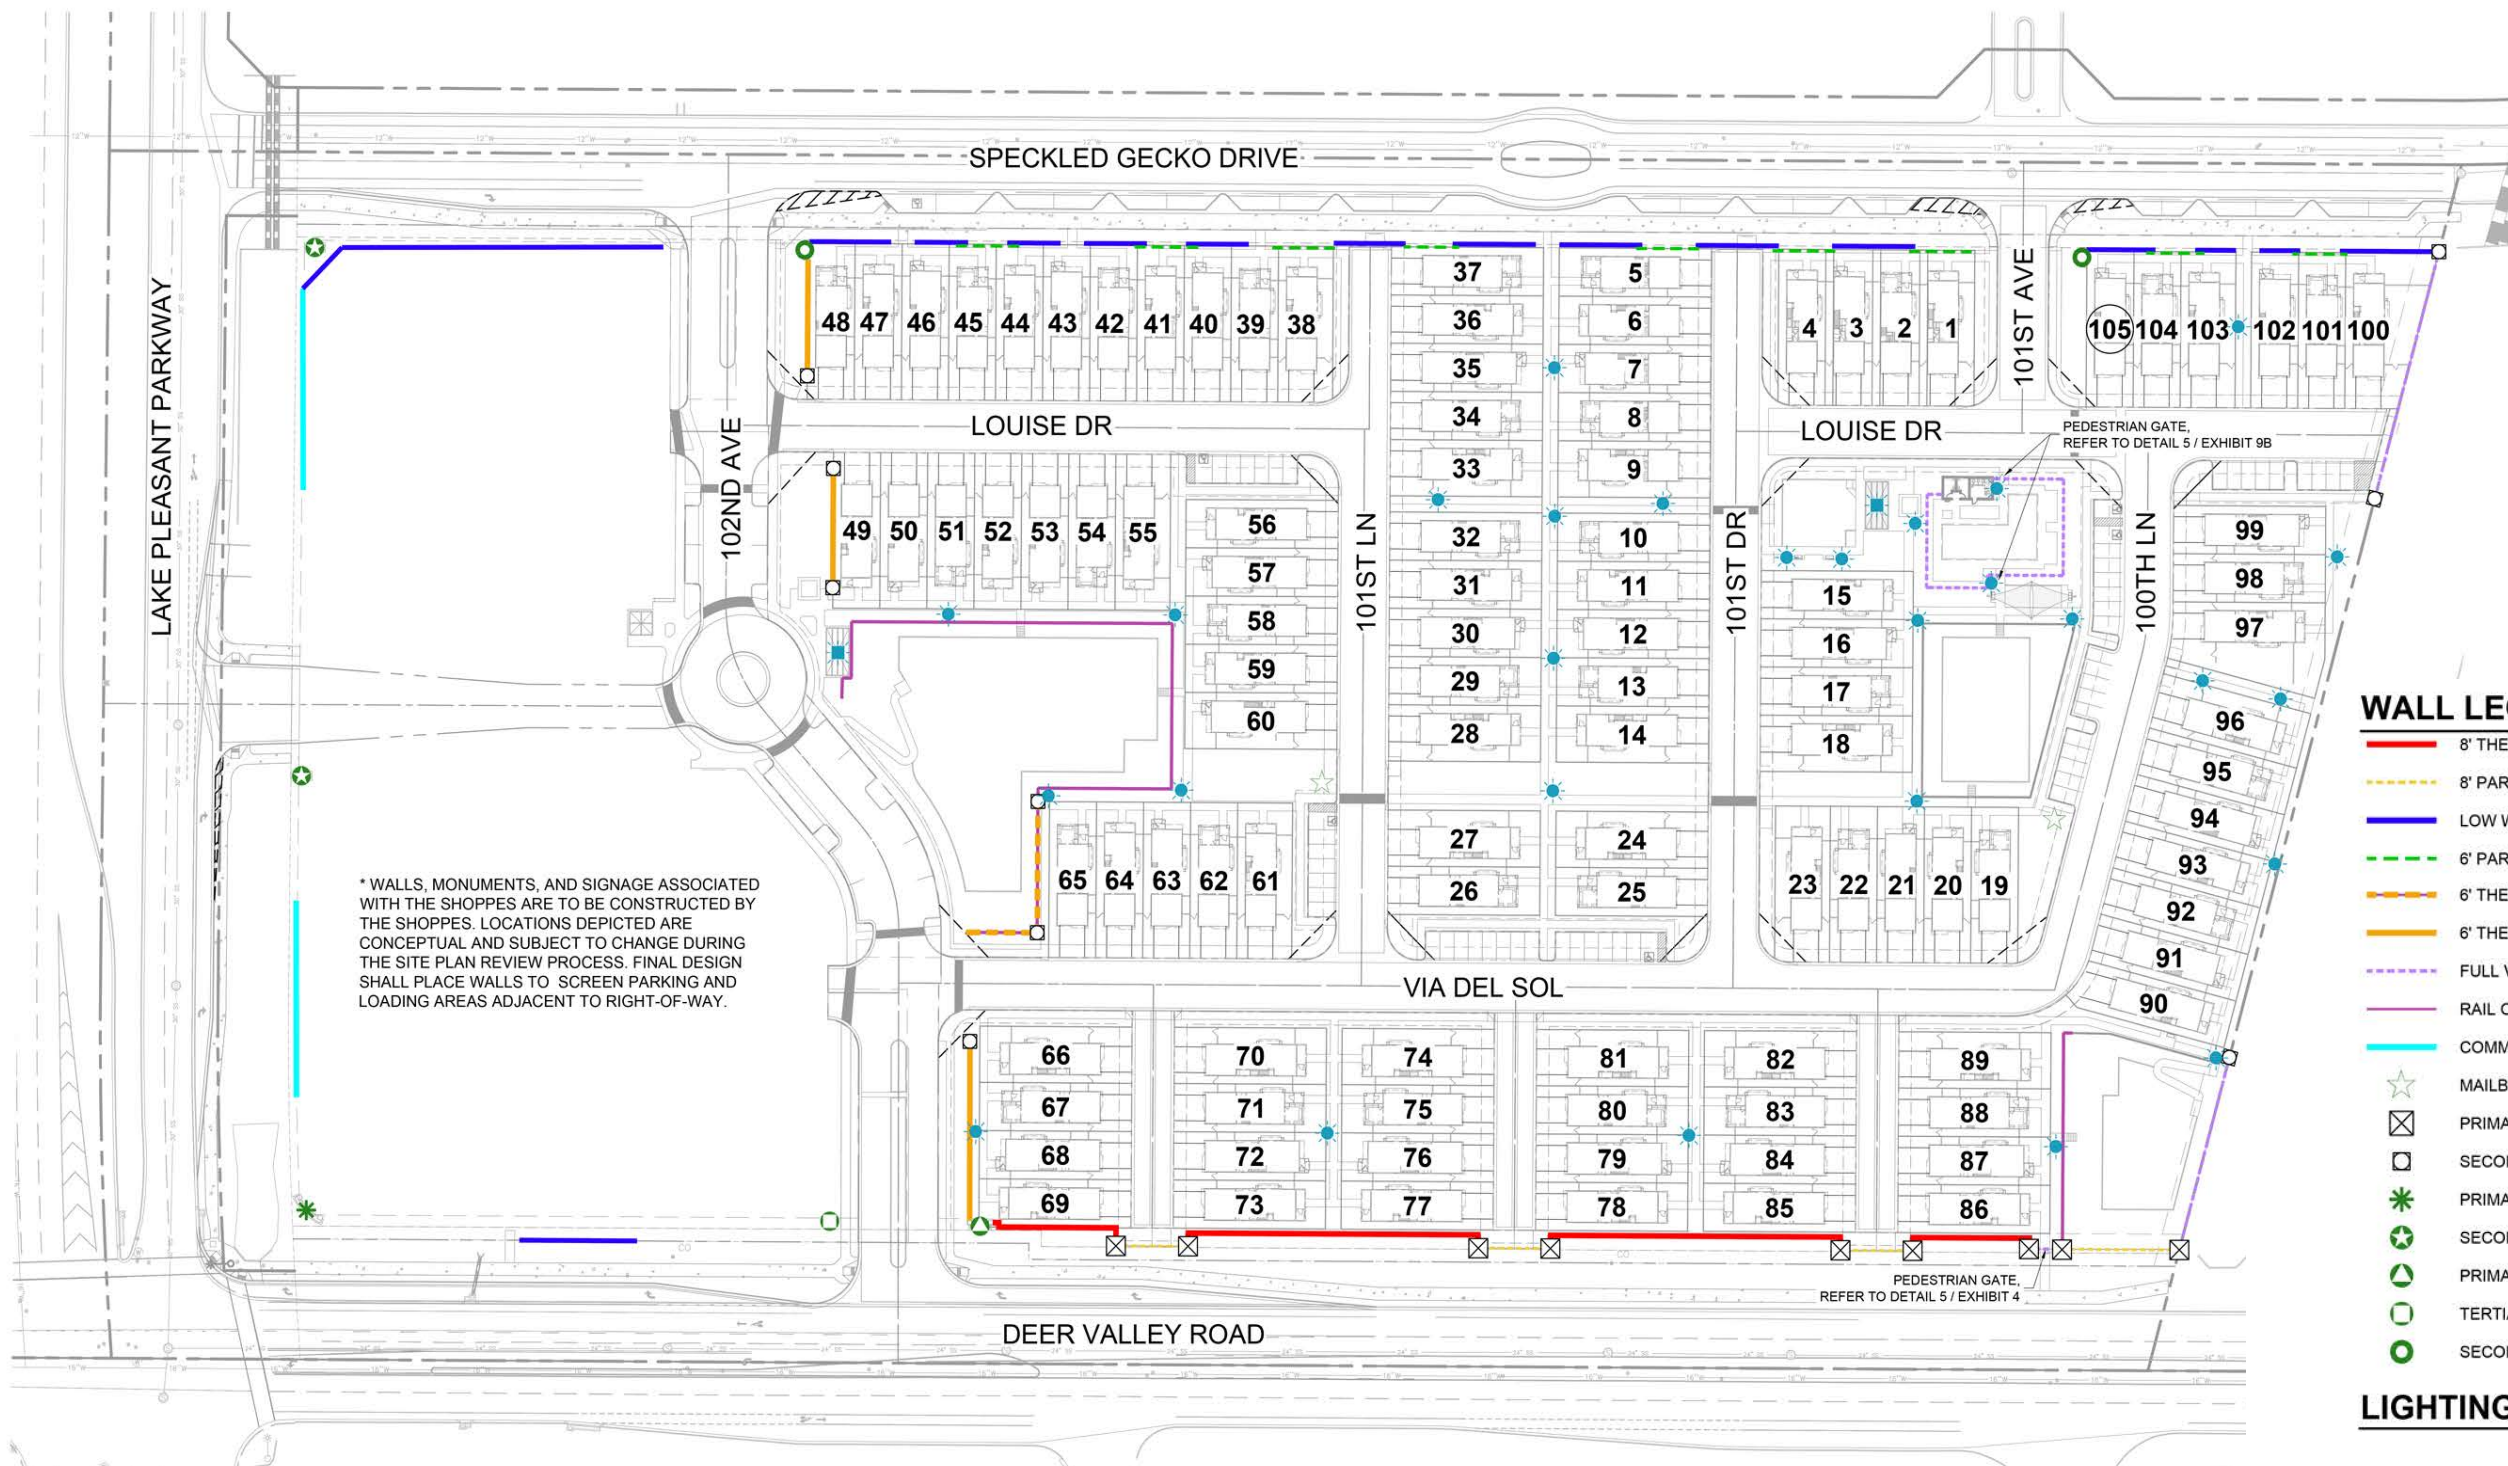 SPECKLED GECKO DRIVE
LAKE PLEASANT PARKWAY
102ND AVE
101ST LN
101ST DR
101ST AVE
100TH LN
48 47 46 45 44 43 42 41 40 39 38
37
36
35
34
33
5
6
7
8
9
4 3 2 1
105 104 103 102 101 100
LOUISE DR
LOUISE DR
PEDESTRIAN GATE,
REFER TO DETAIL 5 / EXHIBIT 9B
49 50 51 52 53 54 55
56
57
58
59
60
32
31
30
29
28
10
11
12
13
14
15
16
17
18
99
98
97
96
95
94
93
92
91
90
65 64 63 62 61
27
26
24
25
23 22 21 20 19
* WALLS, MONUMENTS, AND SIGNAGE ASSOCIATED
WITH THE SHOPPES ARE TO BE CONSTRUCTED BY
THE SHOPPES. LOCATIONS DEPICTED ARE
CONCEPTUAL AND SUBJECT TO CHANGE DURING
THE SITE PLAN REVIEW PROCESS. FINAL DESIGN
SHALL PLACE WALLS TO SCREEN PARKING AND
LOADING AREAS ADJACENT TO RIGHT-OF-WAY.
VIA DEL SOL
66
67
68
69
70
71
72
73
74
75
76
77
81
80
79
78
82
83
84
85
89
88
87
86
PEDESTRIAN GATE,
REFER TO DETAIL 5 / EXHIBIT 4
DEER VALLEY ROAD
WALL LE
8' THE
8' PAR
LOW
6' PAR
6' THE
6' THE
FULL
RAIL
COMM
MAILB
PRIMA
SECO
PRIMA
SECO
PRIMA
TERTI
SECO
LIGHTING